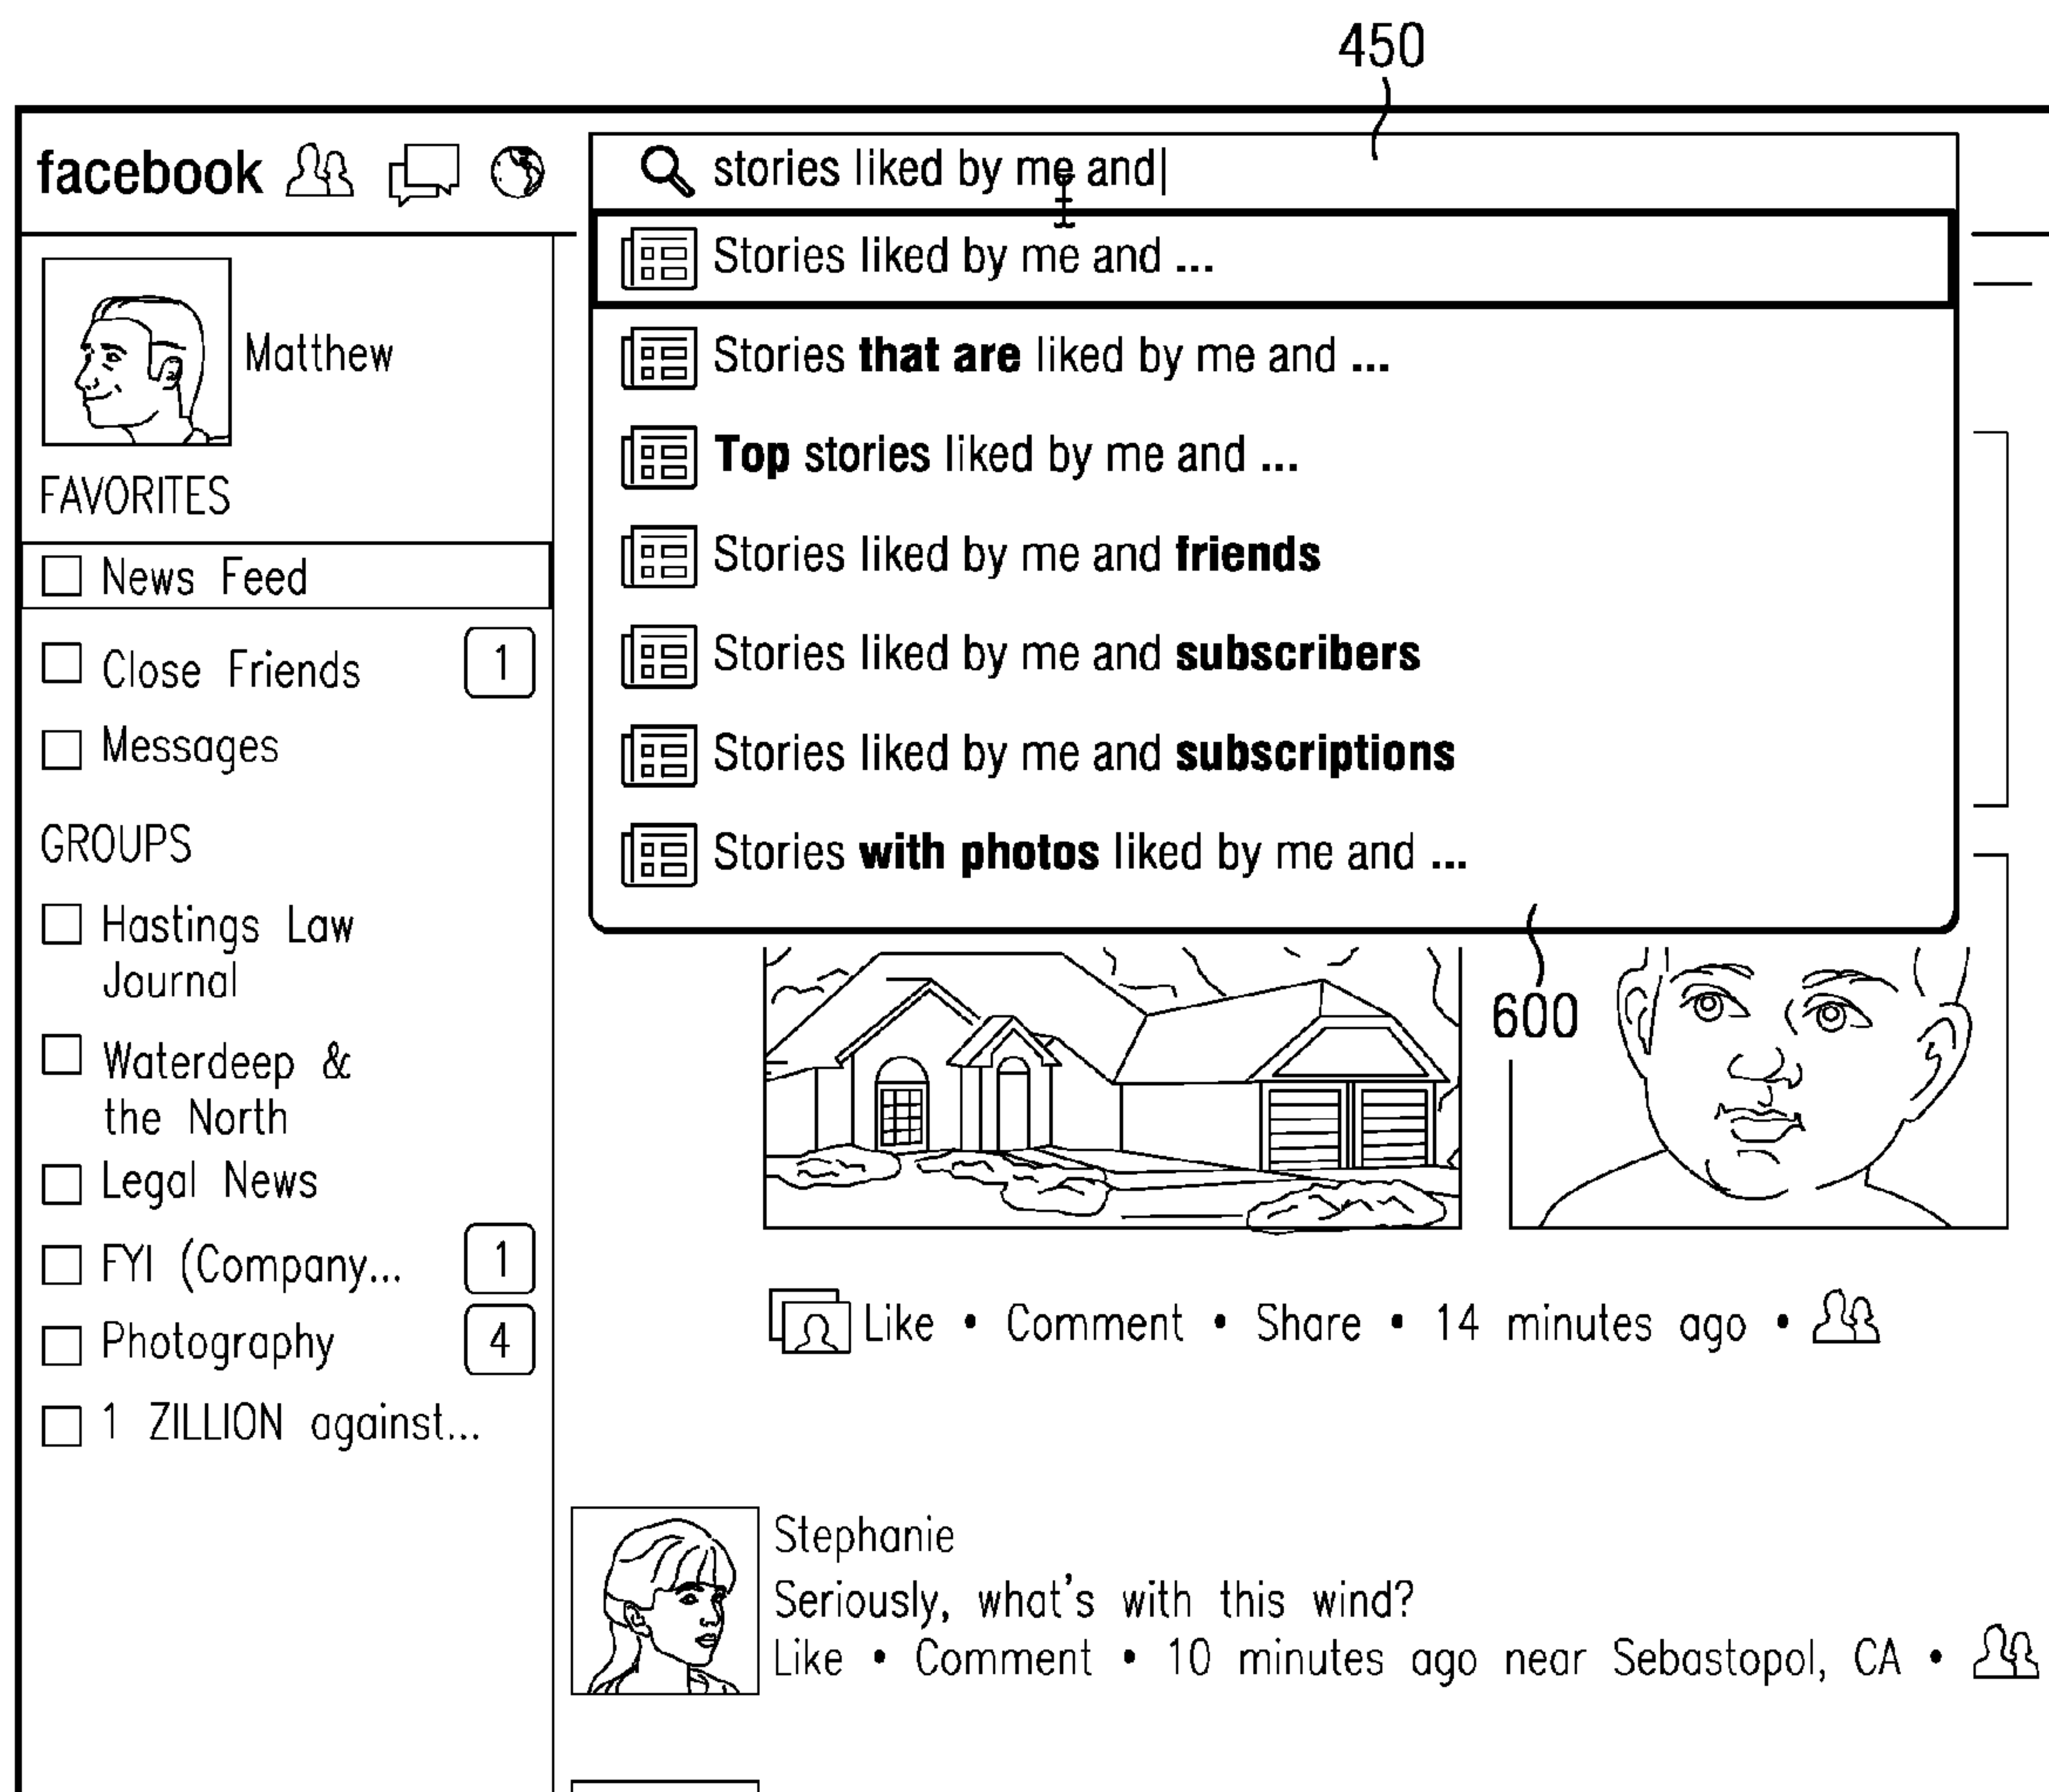 450
facebook
stories liked by me and
Stories liked by me and ...
Stories that are liked by me and ...
Top stories liked by me and ...
Stories liked by me and friends
Stories liked by me and subscribers
Stories liked by me and subscriptions
Stories with photos liked by me and ...
600
Matthew
FAVORITES
News Feed
Close Friends 1
Messages
GROUPS
Hastings Law
Journal
Waterdeep &
the North
Legal News
FYI (Company... 1
Photography 4
1 ZILLION against...
Like • Comment • Share • 14 minutes ago •
Stephanie
Seriously, what's with this wind?
Like • Comment • 10 minutes ago near Sebastopol, CA •